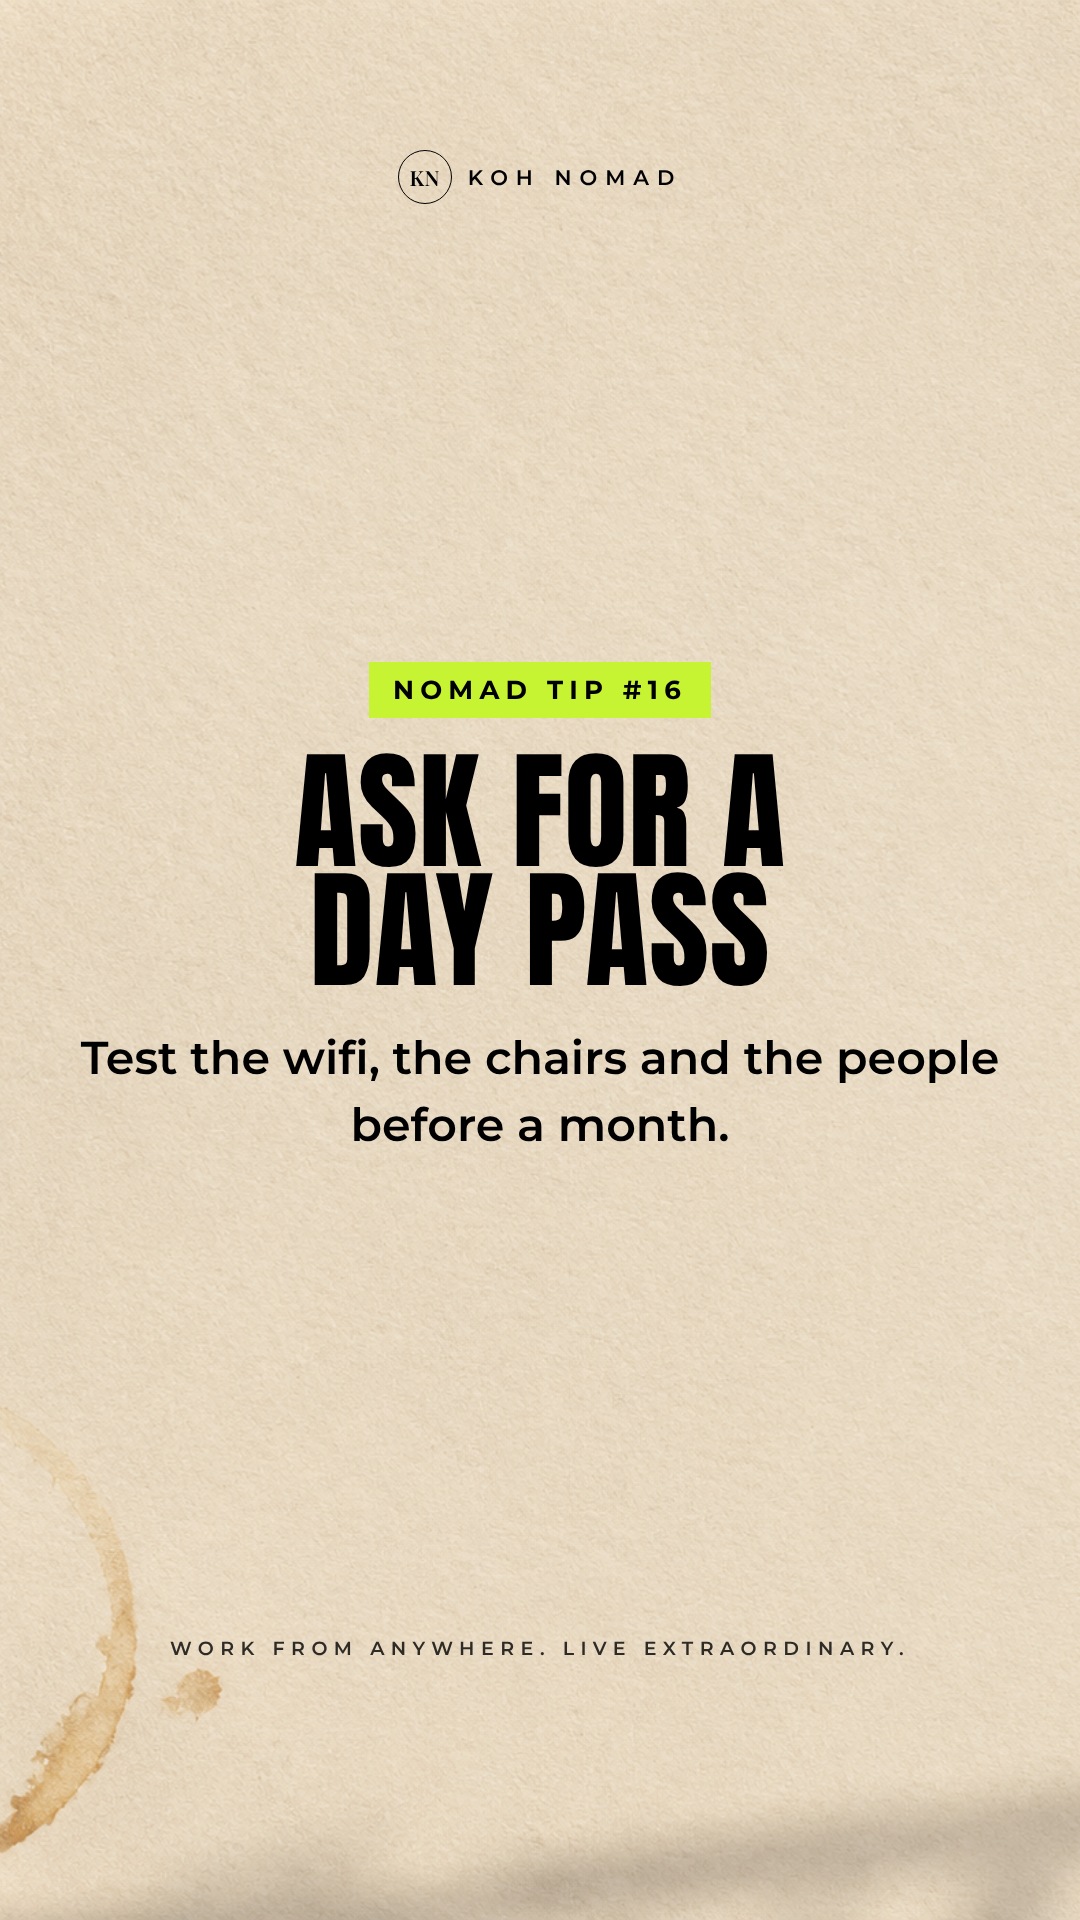 KN KOH NOMAD
NOMAD TIP #16
ASK FOR A
DAY PASS
Test the wifi, the chairs and the people
before a month.
WORK FROM ANYWHERE. LIVE EXTRAORDINARY.